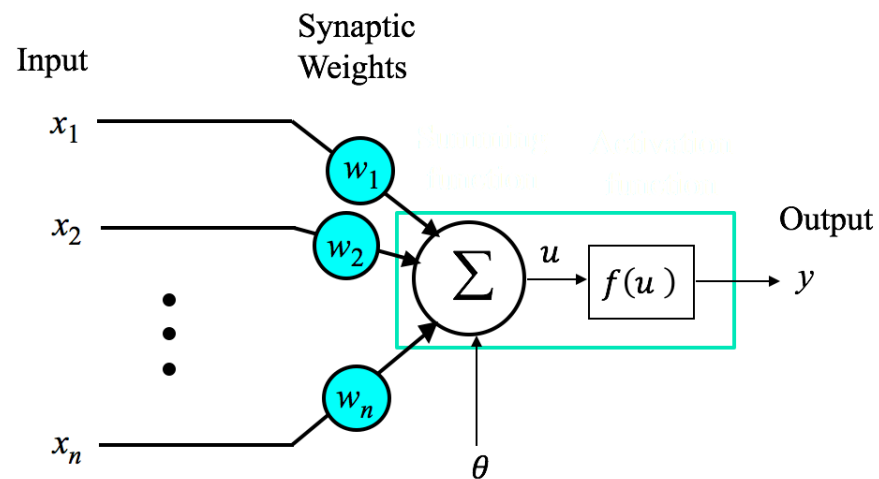 Input
Synaptic
Weights
x₁
w₁
x₂
w₂
Σ
u
f(u )
Output
y
wₙ
xₙ
θ